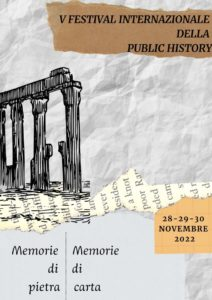 V FESTIVAL INTERNAZIONALE
DELLA
PUBLIC HISTORY
28-29-30
NOVEMBRE
2022
Memorie
di
pietra
Memorie
di
carta